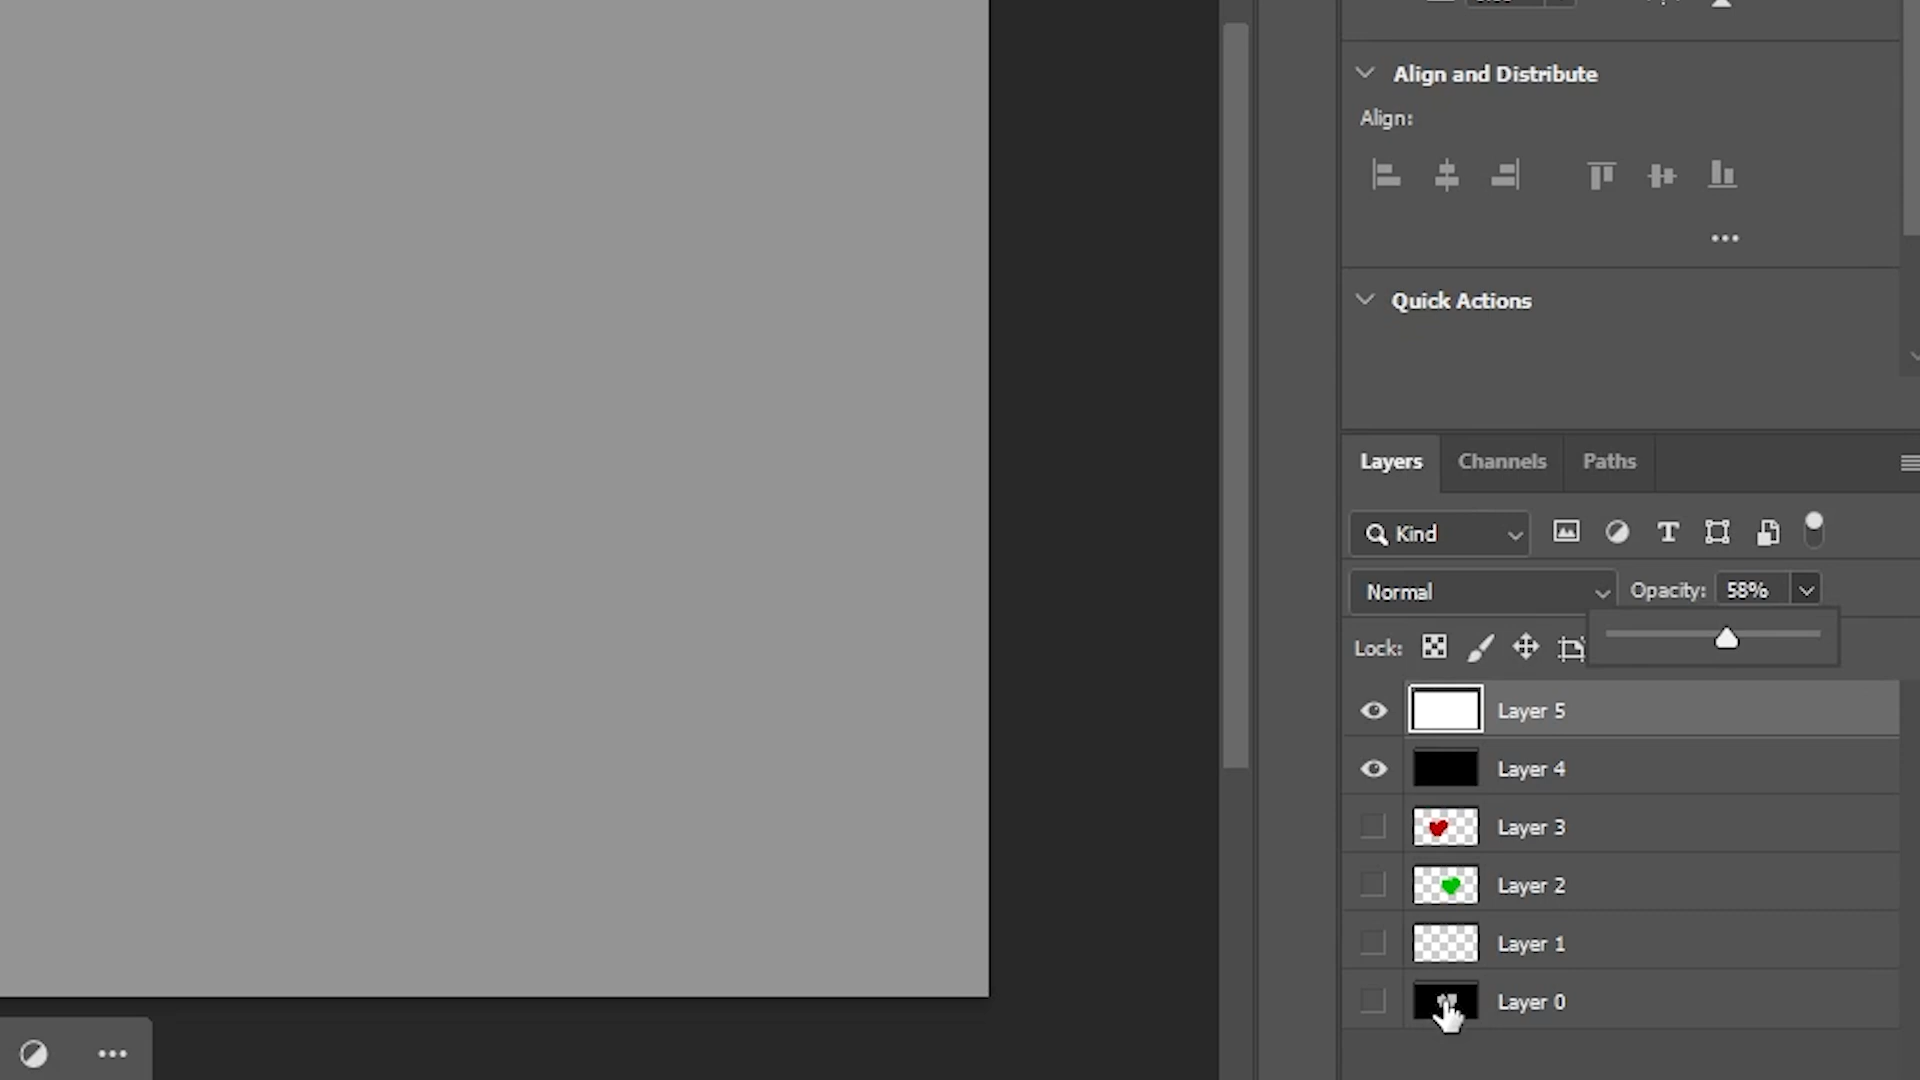 Align and Distribute
Align:
Quick Actions
Layers Channels Paths
Kind
Normal Opacity: 58%
Lock:
Layer 5
Layer 4
Layer 3
Layer 2
Layer 1
Layer 0